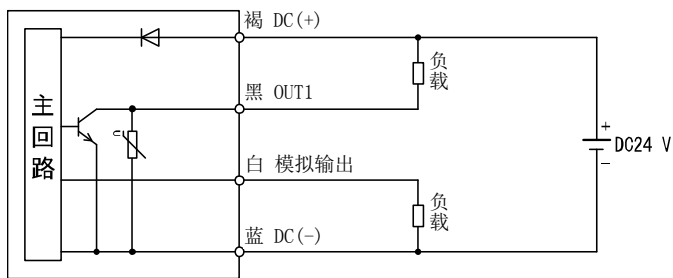 褐 DC(+)
负载
黑 OUT1
主回路
U
+
DC24 V
-
白 模拟输出
负载
蓝 DC(-)